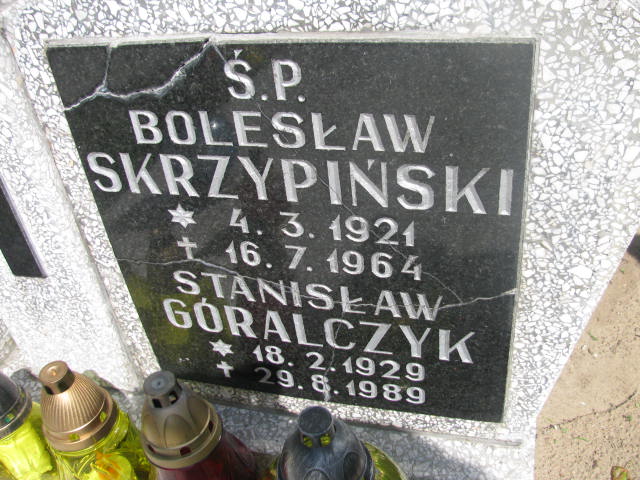 Ś.P.
BOLESŁAW
SKRZYPIŃSKI
* 4. 3. 1921
† 16. 7. 1964
STANISŁAW
GÓRALCZYK
* 18. 2. 1929
† 29. 8. 1989